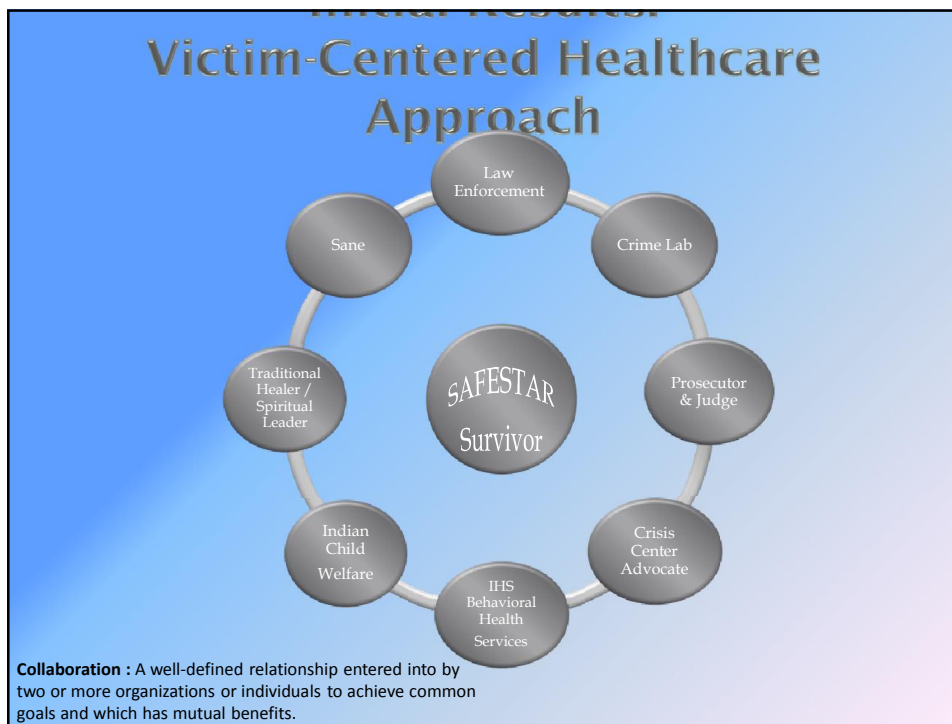 Initial Results:
Victim-Centered Healthcare
Approach
Law
Enforcement
Sane
Crime Lab
Traditional
Healer /
Spiritual
Leader
SAFESTAR
Survivor
Prosecutor
& Judge
Indian
Child
Welfare
Crisis
Center
Advocate
IHS
Behavioral
Health
Services
Collaboration : A well-defined relationship entered into by
two or more organizations or individuals to achieve common
goals and which has mutual benefits.